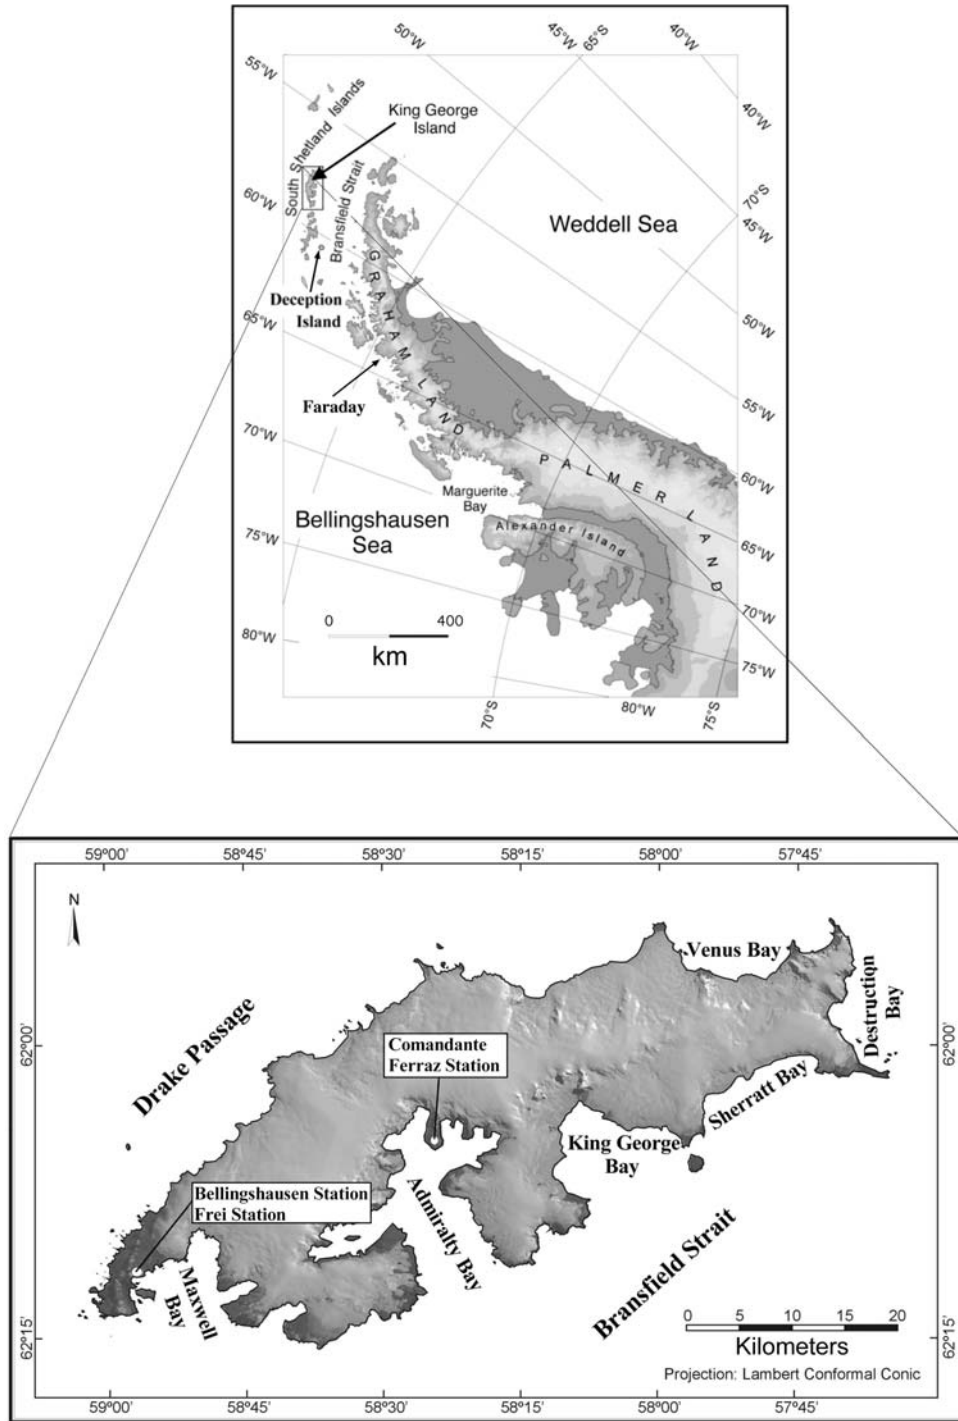 50°W
45°W
65°S
40°W
55°W
King George
Island
40°W
South Shetland Islands
Bransfield Strait
60°W
70°S
45°W
Weddell Sea
GRAHAM LAND
Deception
Island
65°W
50°W
Faraday
55°W
70°W
60°W
PALMER LAND
Marguerite
Bay
Bellingshausen
Sea
Alexander Island
75°W
65°W
70°W
0 400
km
80°W
75°W
70°S
80°W
75°S
59°00' 58°45' 58°30' 58°15' 58°00' 57°45'
N
Venus Bay
Destruction
Bay
Drake Passage
62°00'
62°00'
Comandante
Ferraz Station
Sherratt Bay
King George
Bay
Bellingshausen Station
Frei Station
Admiralty Bay
Maxwell
Bay
Bransfield Strait
0 5 10 15 20
Kilometers
62°15'
62°15'
Projection: Lambert Conformal Conic
59°00' 58°45' 58°30' 58°15' 58°00' 57°45'